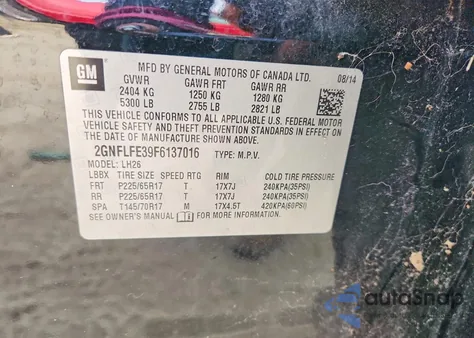 GM
MFD BY GENERAL MOTORS OF CANADA LTD. 08/14
GVWR GAWR FRT GAWR RR
2404 KG 1250 KG 1280 KG
5300 LB 2755 LB 2821 LB
THIS VEHICLE CONFORMS TO ALL APPLICABLE U.S. FEDERAL MOTOR
VEHICLE SAFETY, BUMPER, AND THEFT PREVENTION STANDARDS IN EFFECT ON
THE DATE OF MANUFACTURE SHOWN ABOVE.
2GNFLFE39F6137016 TYPE: M.P.V.
MODEL: LH26
LBBX TIRE SIZE SPEED RTG RIM COLD TIRE PRESSURE
FRT P225/65R17 T 17X7J 240KPA(35PSI)
RR P225/65R17 T 17X7J 240KPA(35PSI)
SPA T145/70R17 M 17X4.5T 420KPA(60PSI)
SEE OWNER'S MANUAL FOR MORE INFORMATION.
autoSnap